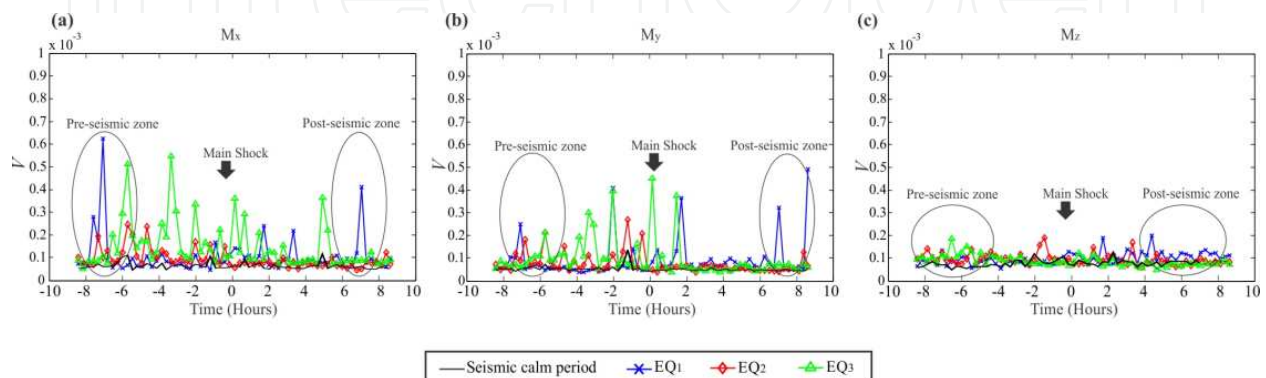 (a)
Mx
x 10⁻³
1
0.9
0.8
0.7
0.6
0.5
0.4
0.3
0.2
0.1
0
V
Pre-seismic zone
Main Shock
Post-seismic zone
-10 -8 -6 -4 -2 0 2 4 6 8 10
Time (Hours)
(b)
My
x 10⁻³
1
0.9
0.8
0.7
0.6
0.5
0.4
0.3
0.2
0.1
0
V
Pre-seismic zone
Main Shock
Post-seismic zone
-10 -8 -6 -4 -2 0 2 4 6 8 10
Time (Hours)
(c)
Mz
x 10⁻³
1
0.9
0.8
0.7
0.6
0.5
0.4
0.3
0.2
0.1
0
V
Pre-seismic zone
Main Shock
Post-seismic zone
-10 -8 -6 -4 -2 0 2 4 6 8 10
Time (Hours)
Seismic calm period EQ1 EQ2 EQ3